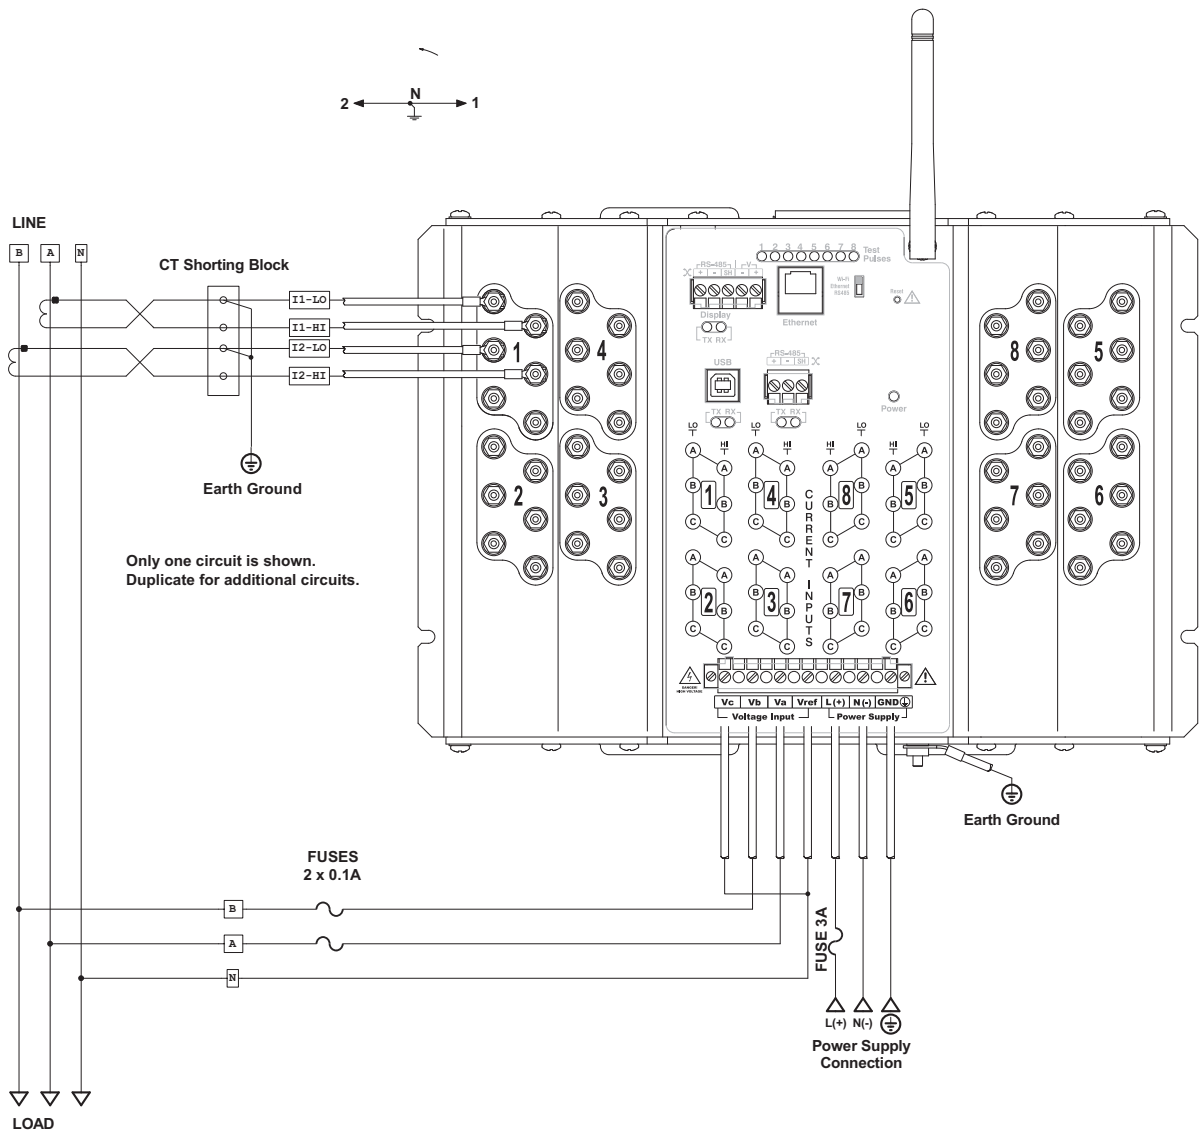 N
2 1
LINE
B A N
CT Shorting Block
I1-LO
I1-HI
I2-LO
I2-HI
Earth Ground
Only one circuit is shown.
Duplicate for additional circuits.
1
4
2
3
8
5
7
6
1 2 3 4 5 6 7 8
Test
Pulses
RS-485 V
+ - SH - +
Display
TX RX
Ethernet
Wi-Fi
Ethernet
RS485
Reset
USB
TX RX
RS-485
+ - SH
TX RX
Power
LO HI LO HI HI LO HI LO
A A A A A A A A
B 1 B B 4 B B 8 B B 5 B
C C C C C C C C
CURRENT INPUTS
A A A A A A A A
B 2 B B 3 B B 7 B B 6 B
C C C C C C C C
DANGER
HIGH VOLTAGE
Vc Vb Va Vref L(+) N(-) GND
Voltage Input Power Supply
Earth Ground
FUSES
2 x 0.1A
B
A
N
FUSE 3A
L(+) N(-)
Power Supply
Connection
LOAD